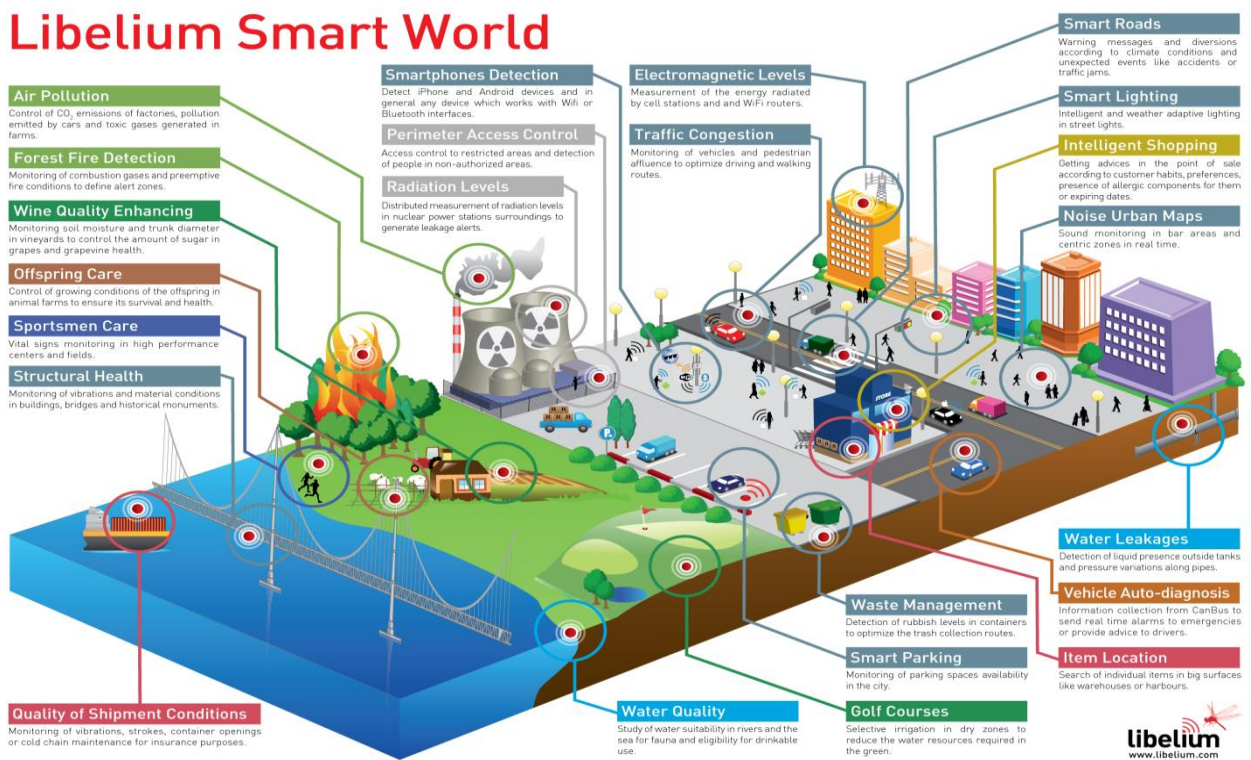 Libelium Smart World
Air Pollution
Control of CO₂ emissions of factories, pollution
emitted by cars and toxic gases generated in
farms.
Forest Fire Detection
Monitoring of combustion gases and preemptive
fire conditions to define alert zones.
Wine Quality Enhancing
Monitoring soil moisture and trunk diameter
in vineyards to control the amount of sugar in
grapes and grapevine health.
Offspring Care
Control of growing conditions of the offspring in
animal farms to ensure its survival and health.
Sportsmen Care
Vital signs monitoring in high performance
centers and fields.
Structural Health
Monitoring of vibrations and material conditions
in buildings, bridges and historical monuments.
Quality of Shipment Conditions
Monitoring of vibrations, strokes, container openings
or cold chain maintenance for insurance purposes.
Smartphones Detection
Detect iPhone and Android devices and in
general any device which works with Wifi or
Bluetooth interfaces.
Perimeter Access Control
Access control to restricted areas and detection
of people in non-authorized areas.
Radiation Levels
Distributed measurement of radiation levels
in nuclear power stations surroundings to
generate leakage alerts.
Electromagnetic Levels
Measurement of the energy radiated
by cell stations and and WiFi routers.
Traffic Congestion
Monitoring of vehicles and pedestrian
affluence to optimize driving and walking
routes.
Smart Roads
Warning messages and diversions
according to climate conditions and
unexpected events like accidents or
traffic jams.
Smart Lighting
Intelligent and weather adaptive lighting
in street lights.
Intelligent Shopping
Getting advices in the point of sale
according to customer habits, preferences,
presence of allergic components for them
or expiring dates.
Noise Urban Maps
Sound monitoring in bar areas and
centric zones in real time.
STORE
P
Water Leakages
Detection of liquid presence outside tanks
and pressure variations along pipes.
Vehicle Auto-diagnosis
Information collection from CanBus to
send real time alarms to emergencies
or provide advice to drivers.
Item Location
Search of individual items in big surfaces
like warehouses or harbours.
Waste Management
Detection of rubbish levels in containers
to optimize the trash collection routes.
Smart Parking
Monitoring of parking spaces availability
in the city.
Golf Courses
Selective irrigation in dry zones to
reduce the water resources required in
the green.
Water Quality
Study of water suitability in rivers and the
sea for fauna and eligibility for drinkable
use.
libelium
www.libelium.com